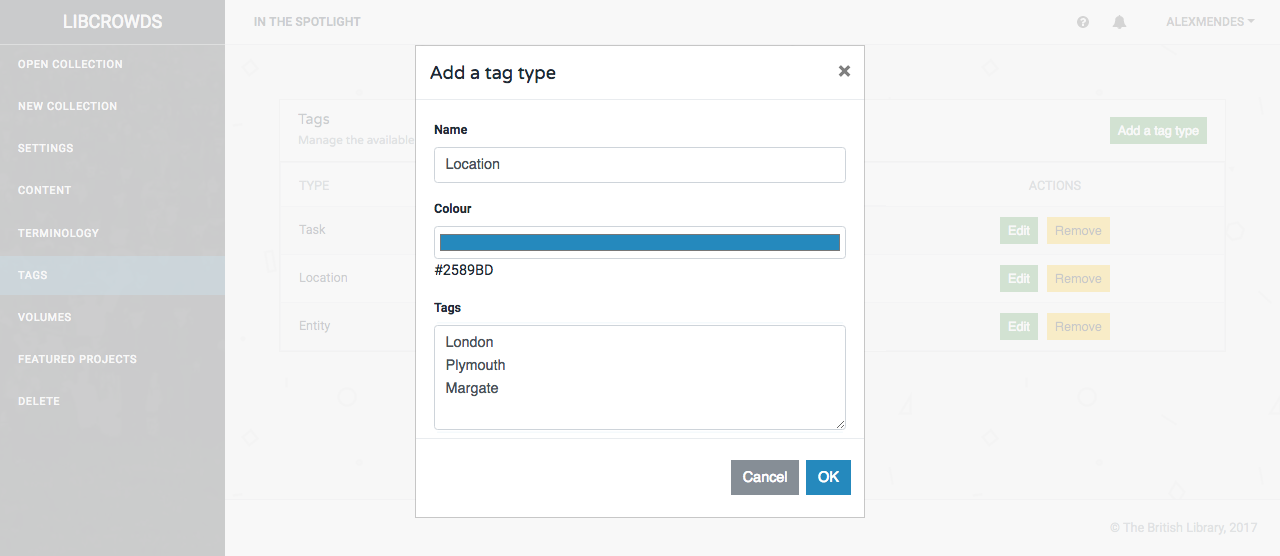 LIBCROWDS
IN THE SPOTLIGHT
ALEXMENDES
OPEN COLLECTION
NEW COLLECTION
SETTINGS
CONTENT
TERMINOLOGY
TAGS
VOLUMES
FEATURED PROJECTS
DELETE
Tags
Manage the available
Add a tag type
TYPE
ACTIONS
Task
Edit Remove
Location
Edit Remove
Entity
Edit Remove
Add a tag type ×
Name
Location
Colour
#2589BD
Tags
London
Plymouth
Margate
Cancel OK
© The British Library, 2017